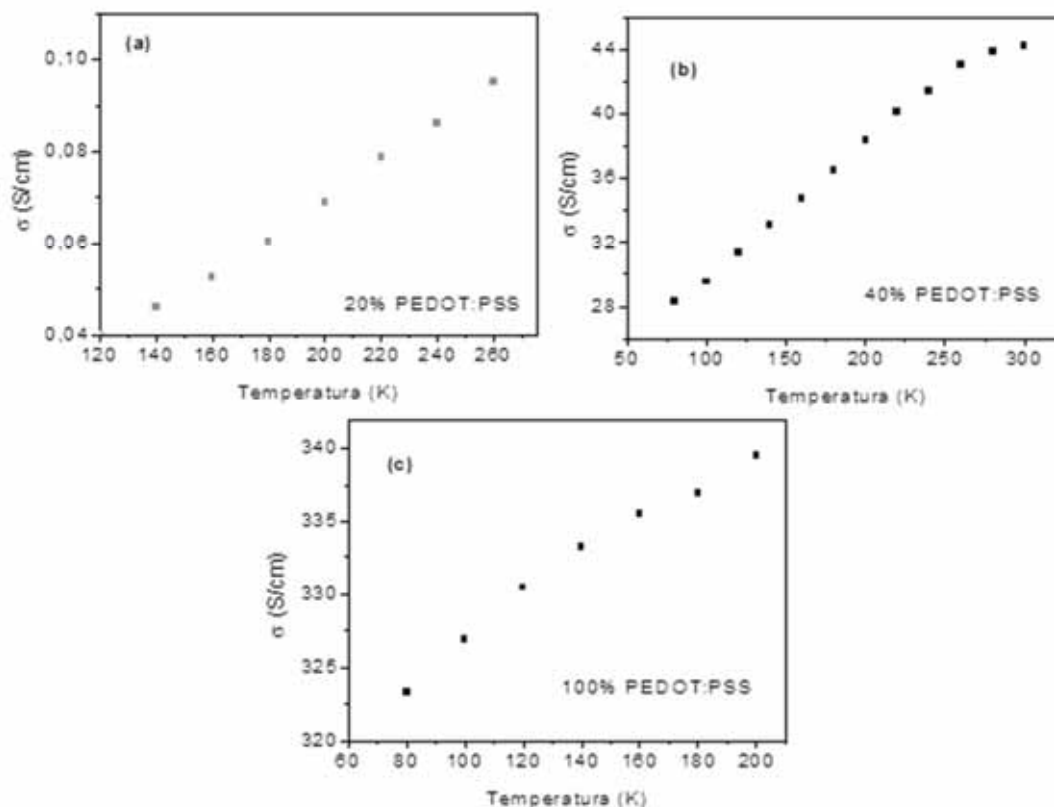 (a)
0,10
0,08
0,06
0,04
σ (S/cm)
20% PEDOT:PSS
120 140 160 180 200 220 240 260
Temperatura (K)
(b)
44
40
36
32
28
σ (S/cm)
40% PEDOT:PSS
50 100 150 200 250 300
Temperatura (K)
(c)
340
335
330
325
320
σ (S/cm)
100% PEDOT:PSS
60 80 100 120 140 160 180 200
Temperatura (K)